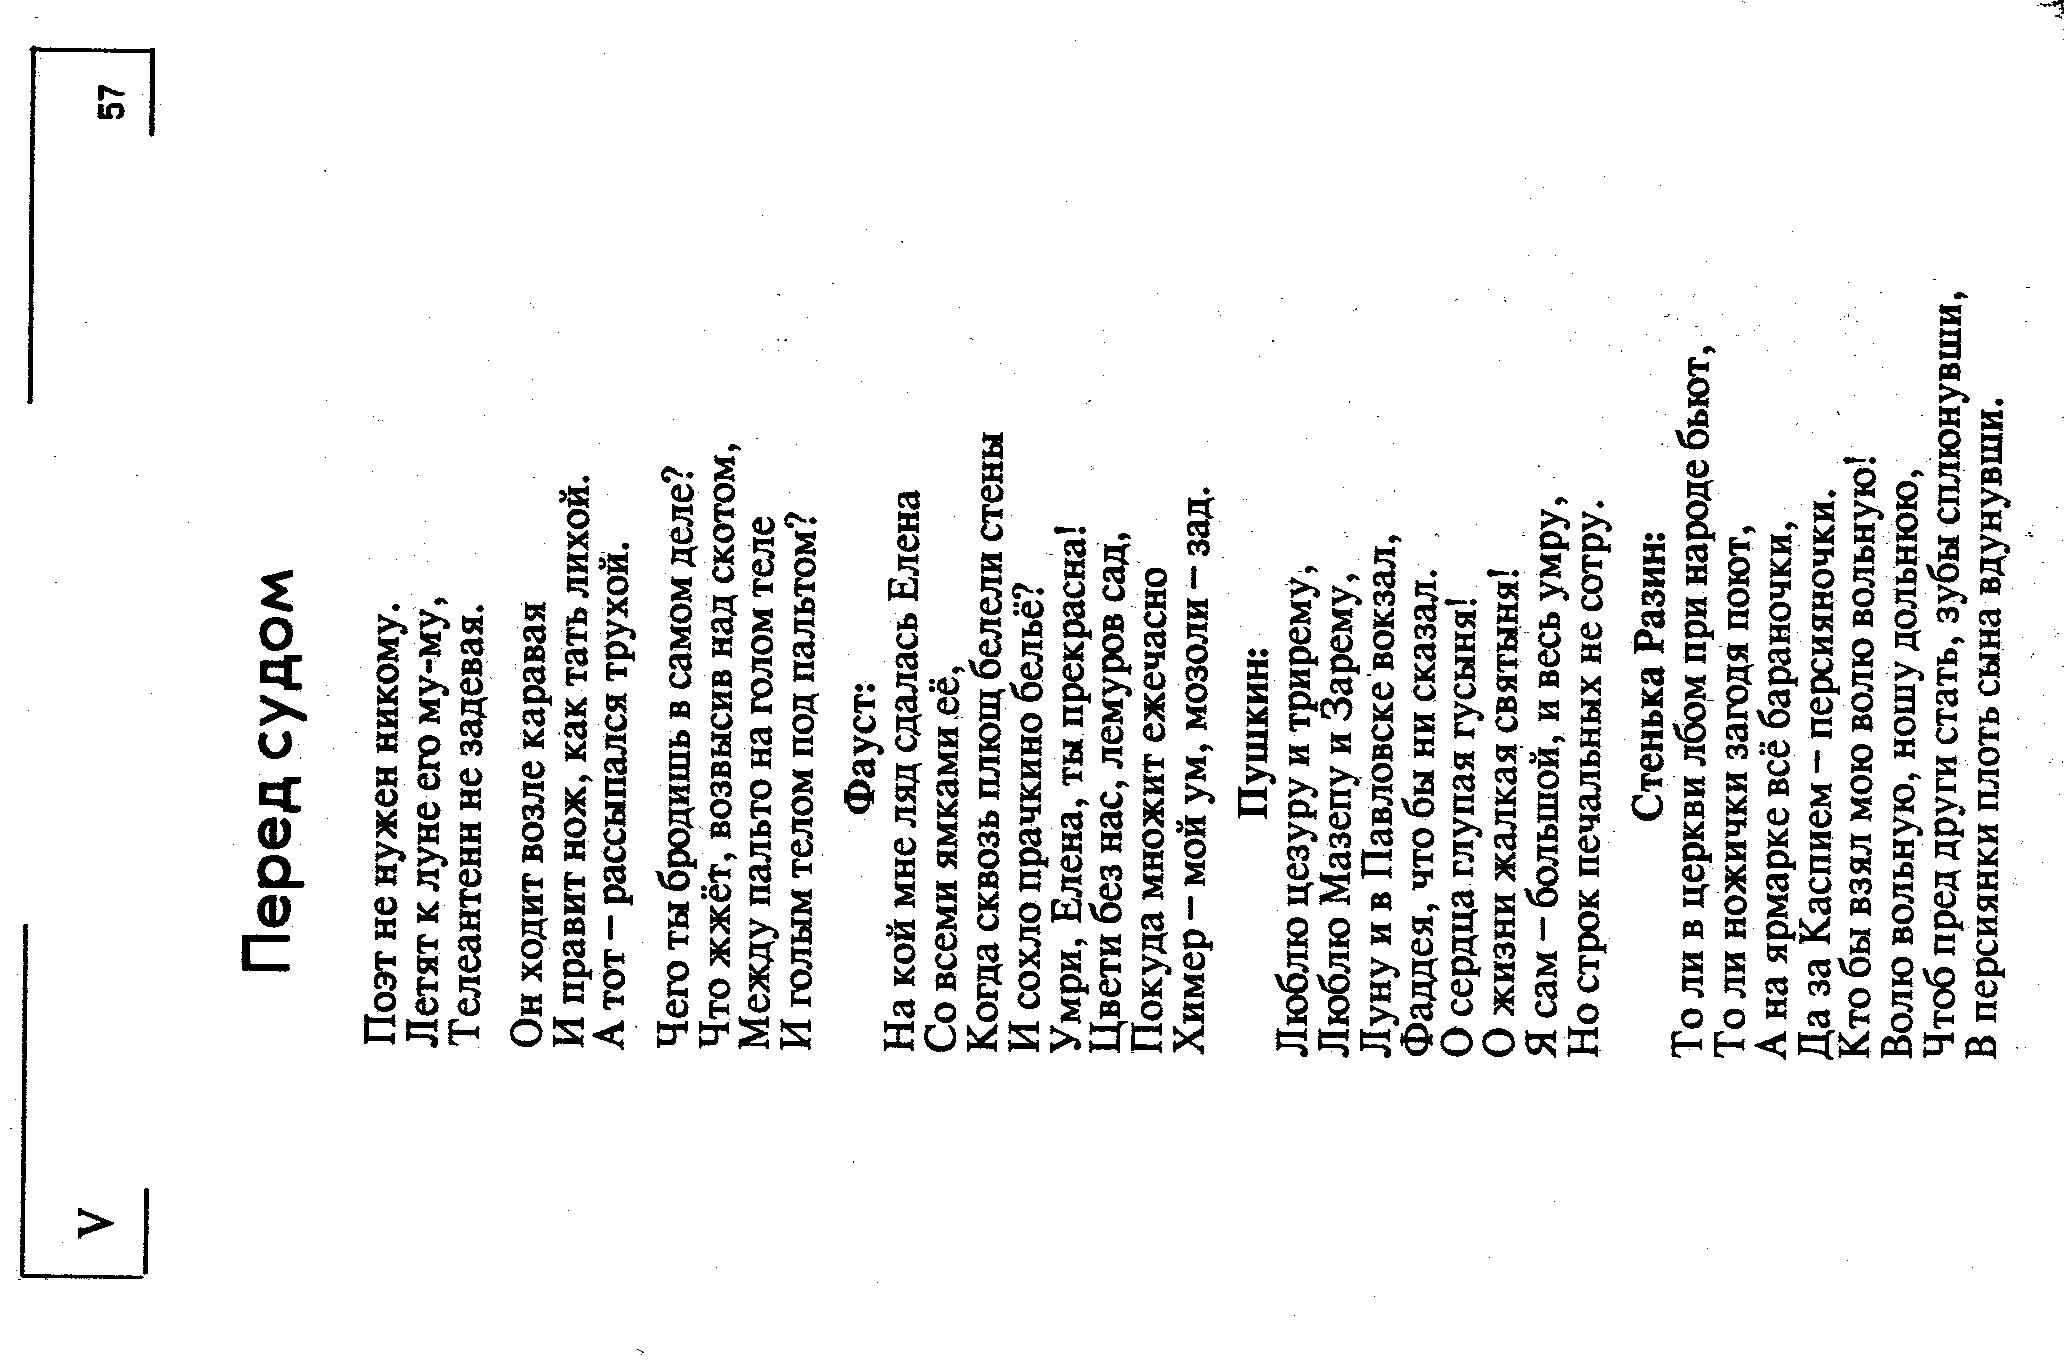 V
57
Перед судом
Поэт не нужен никому.
Летят к луне его му-му,
Телеантенн не задевая.
Он ходит возле каравая
И правит нож, как тать лихой.
А тот – рассыпался трухой.
Чего ты бродишь в самом деле?
Что жжёт, возвысив над скотом,
Между пальто на голом теле
И голым телом под пальтом?
Фауст:
На кой мне ляд сдалась Елена
Со всеми ямками её,
Когда сквозь плющ белели стены
И сохло прачкино бельё?
Умри, Елена, ты прекрасна!
Цвети без нас, лемуров сад,
Покуда множит ежечасно
Химер – мой ум, мозоли – зад.
Пушкин:
Люблю цезуру и трирему,
Люблю Мазепу и Зарему,
Луну и в Павловске вокзал,
Фаддея, что бы ни сказал.
О сердца глупая гусыня!
О жизни жалкая святыня!
Я сам – большой, и весь умру,
Но строк печальных не сотру.
Стенька Разин:
То ли в церкви лбом при народе бьют,
То ли ножички загодя поют,
А на ярмарке всё бараночки,
Да за Каспием – персияночки.
Кто бы взял мою волю вольную!
Волю вольную, ношу дольнюю,
Чтоб пред други стать, зубы сплюнувши,
В персиянки плоть сына вдунувши.